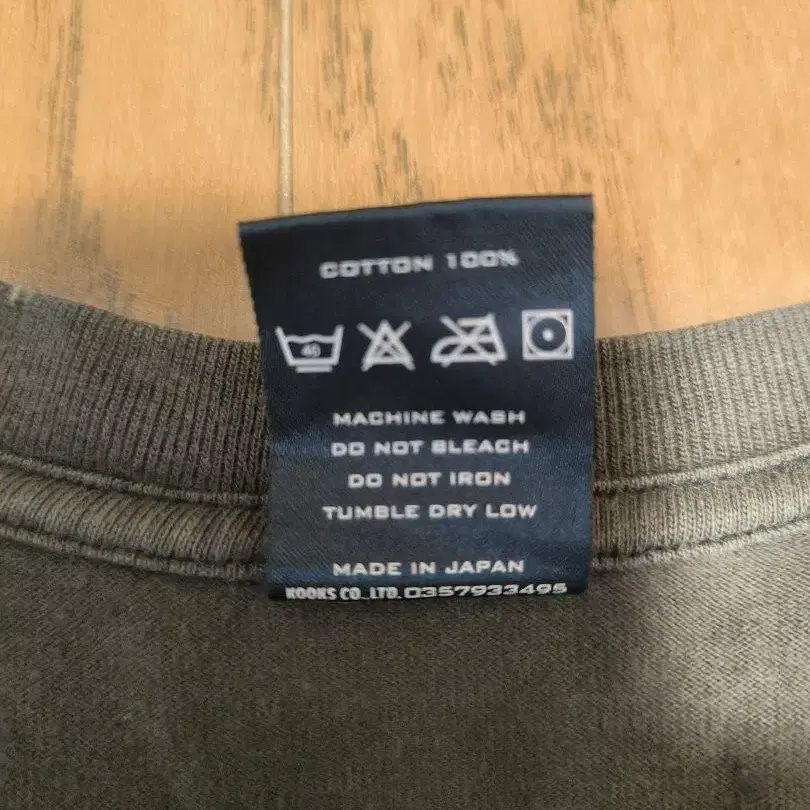 COTTON 100%
40
MACHINE WASH
DO NOT BLEACH
DO NOT IRON
TUMBLE DRY LOW
MADE IN JAPAN
HOOKS CO.,LTD.0357933495